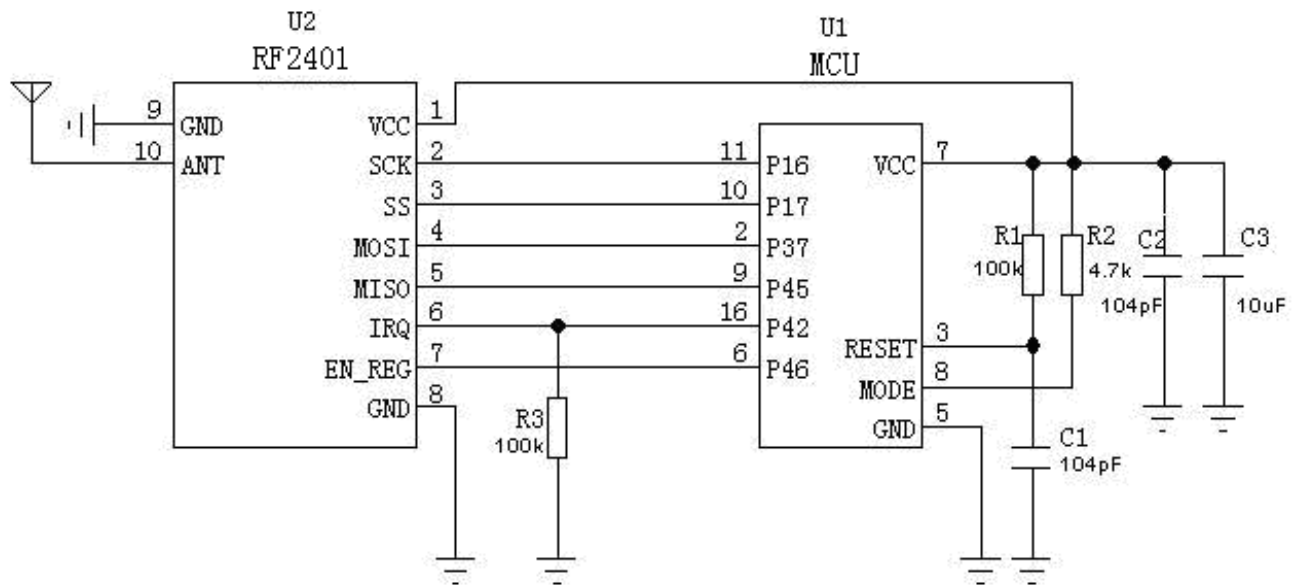 U2
RF2401
U1
MCU
9 GND
10 ANT
VCC 1
SCK 2
SS 3
MOSI 4
MISO 5
IRQ 6
EN_REG 7
GND 8
11 P16
10 P17
2 P37
9 P45
16 P42
6 P46
VCC 7
RESET 3
MODE 8
GND 5
R1
100k
R2
4.7k
C2
104pF
C3
10uF
R3
100k
C1
104pF